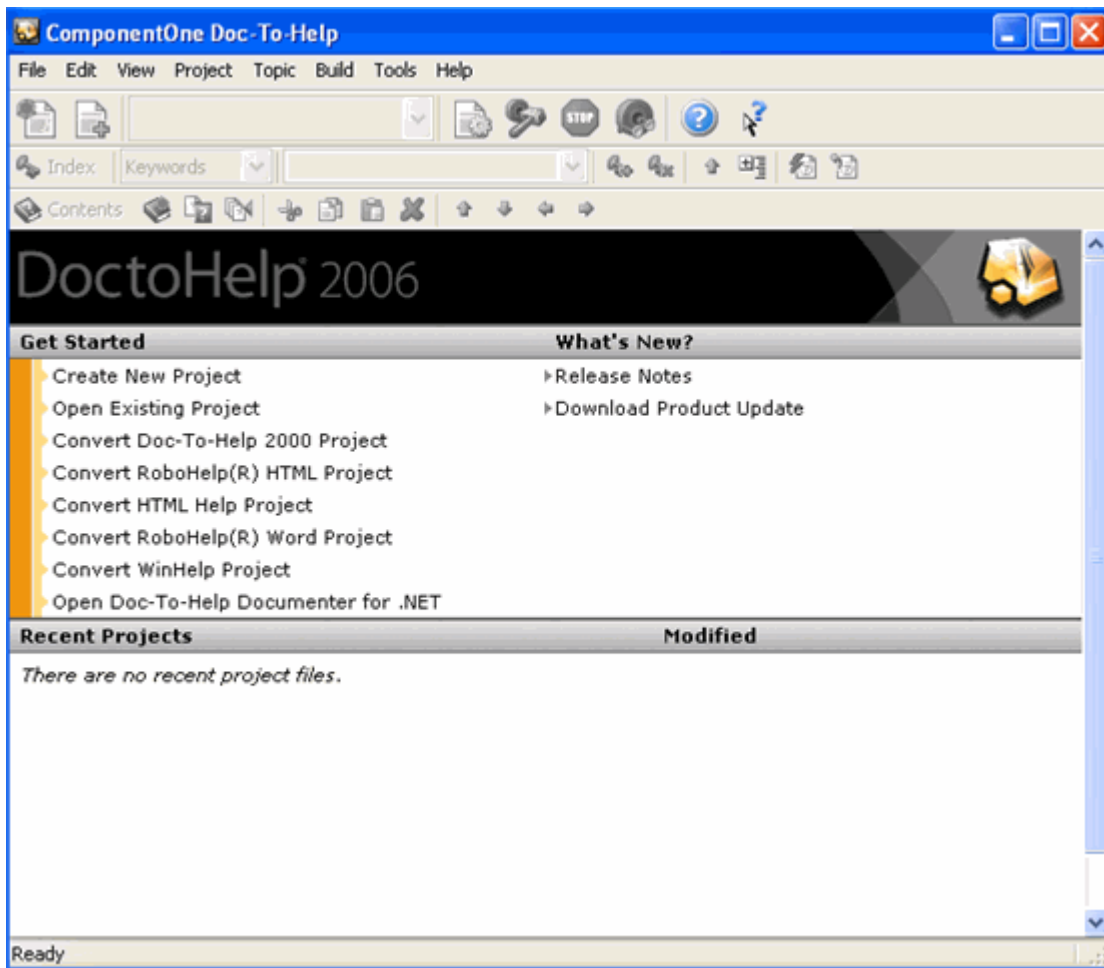 ComponentOne Doc-To-Help
File Edit View Project Topic Build Tools Help
STOP
Index Keywords
Contents
DoctoHelp 2006
Get Started What's New?
Create New Project Release Notes
Open Existing Project Download Product Update
Convert Doc-To-Help 2000 Project
Convert RoboHelp(R) HTML Project
Convert HTML Help Project
Convert RoboHelp(R) Word Project
Convert WinHelp Project
Open Doc-To-Help Documenter for .NET
Recent Projects Modified
There are no recent project files.
Ready